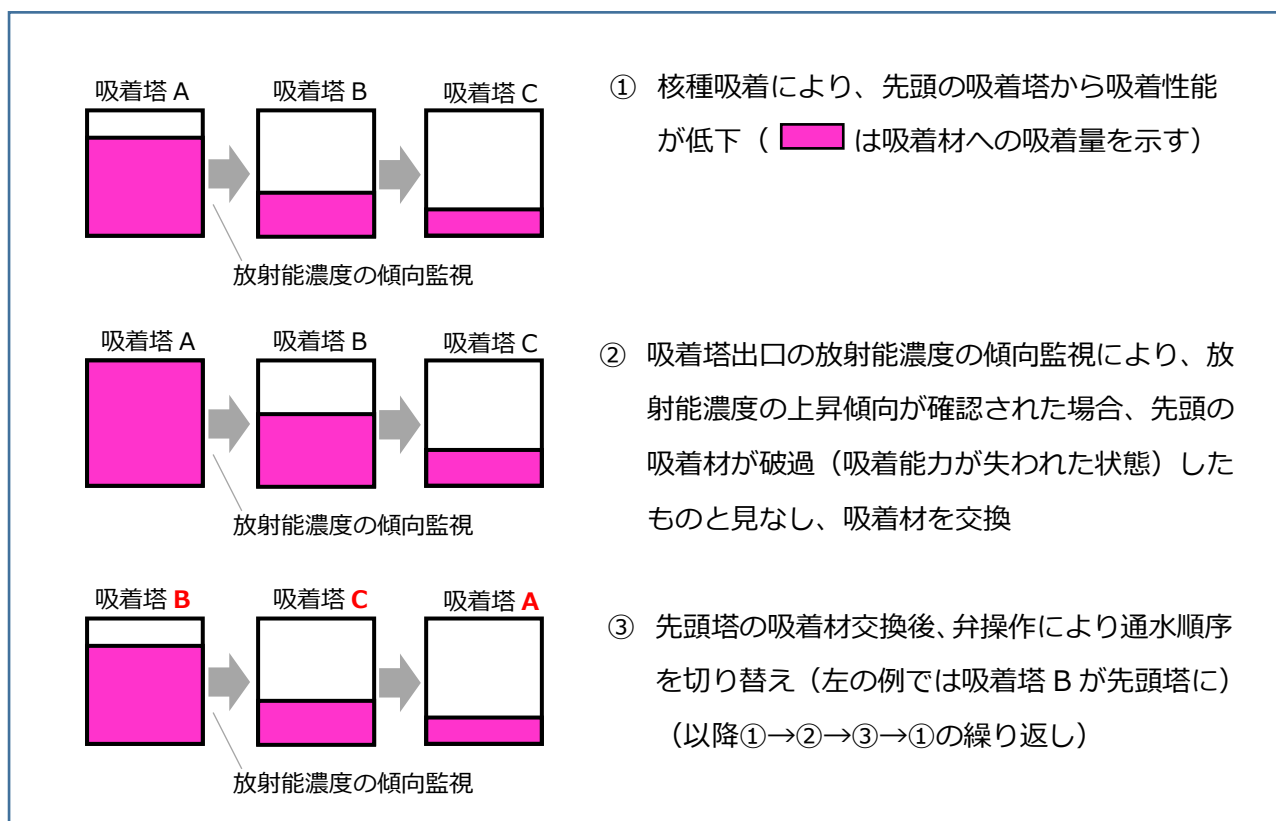 吸着塔 A
吸着塔 B
吸着塔 C
放射能濃度の傾向監視
① 核種吸着により、先頭の吸着塔から吸着性能
が低下（ は吸着材への吸着量を示す）
吸着塔 A
吸着塔 B
吸着塔 C
放射能濃度の傾向監視
② 吸着塔出口の放射能濃度の傾向監視により、放
射能濃度の上昇傾向が確認された場合、先頭の
吸着材が破過（吸着能力が失われた状態）した
ものと見なし、吸着材を交換
吸着塔 B
吸着塔 C
吸着塔 A
放射能濃度の傾向監視
③ 先頭塔の吸着材交換後、弁操作により通水順序
を切り替え（左の例では吸着塔 B が先頭塔に）
（以降①→②→③→①の繰り返し）